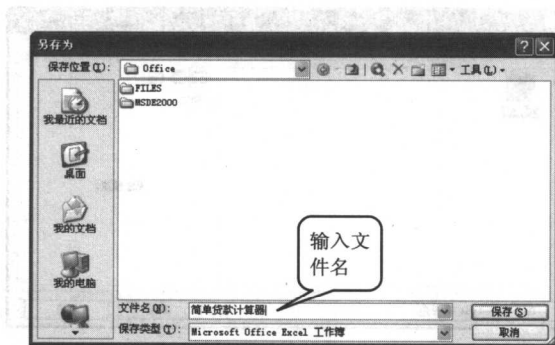 另存为
保存位置(I): Office 工具(L)
FILES
MSDE2000
我最近的文档
桌面
我的文档
我的电脑
输入文
件名
文件名(N): 简单贷款计算器 保存(S)
保存类型(T): Microsoft Office Excel 工作簿 取消